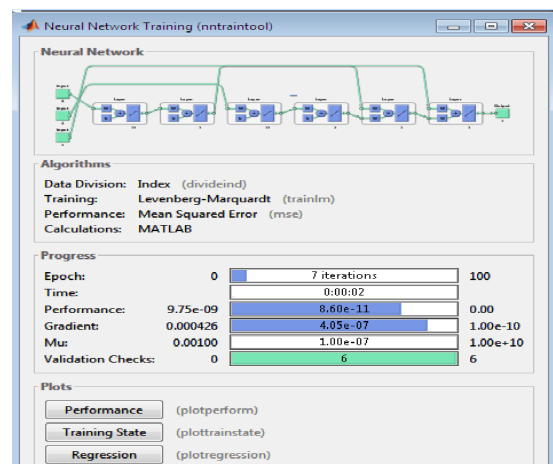 Neural Network Training (nntraintool)
Neural Network
Algorithms
Data Division: Index (divideind)
Training: Levenberg-Marquardt (trainlm)
Performance: Mean Squared Error (mse)
Calculations: MATLAB
Progress
Epoch: 0 7 iterations 100
Time: 0:00:02
Performance: 9.75e-09 8.60e-11 0.00
Gradient: 0.000426 4.05e-07 1.00e-10
Mu: 0.00100 1.00e-07 1.00e+10
Validation Checks: 0 6 6
Plots
Performance (plotperform)
Training State (plottrainstate)
Regression (plotregression)